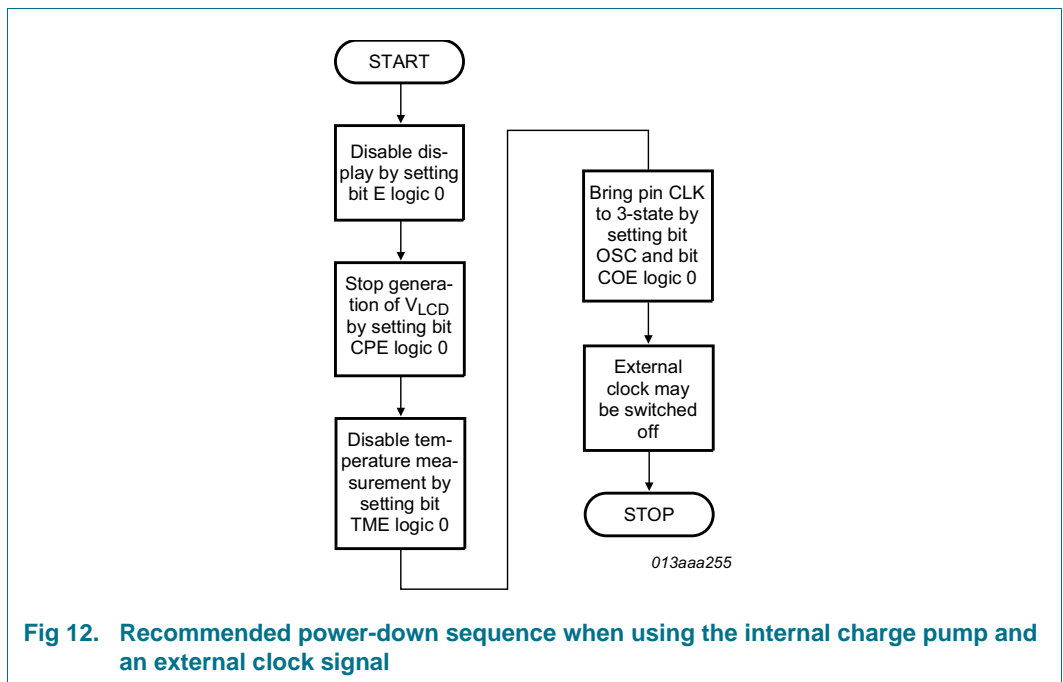 START
Disable dis-
play by setting
bit E logic 0
Stop genera-
tion of VLCD
by setting bit
CPE logic 0
Disable tem-
perature mea-
surement by
setting bit
TME logic 0
Bring pin CLK
to 3-state by
setting bit
OSC and bit
COE logic 0
External
clock may
be switched
off
STOP
013aaa255
Fig 12. Recommended power-down sequence when using the internal charge pump and
an external clock signal